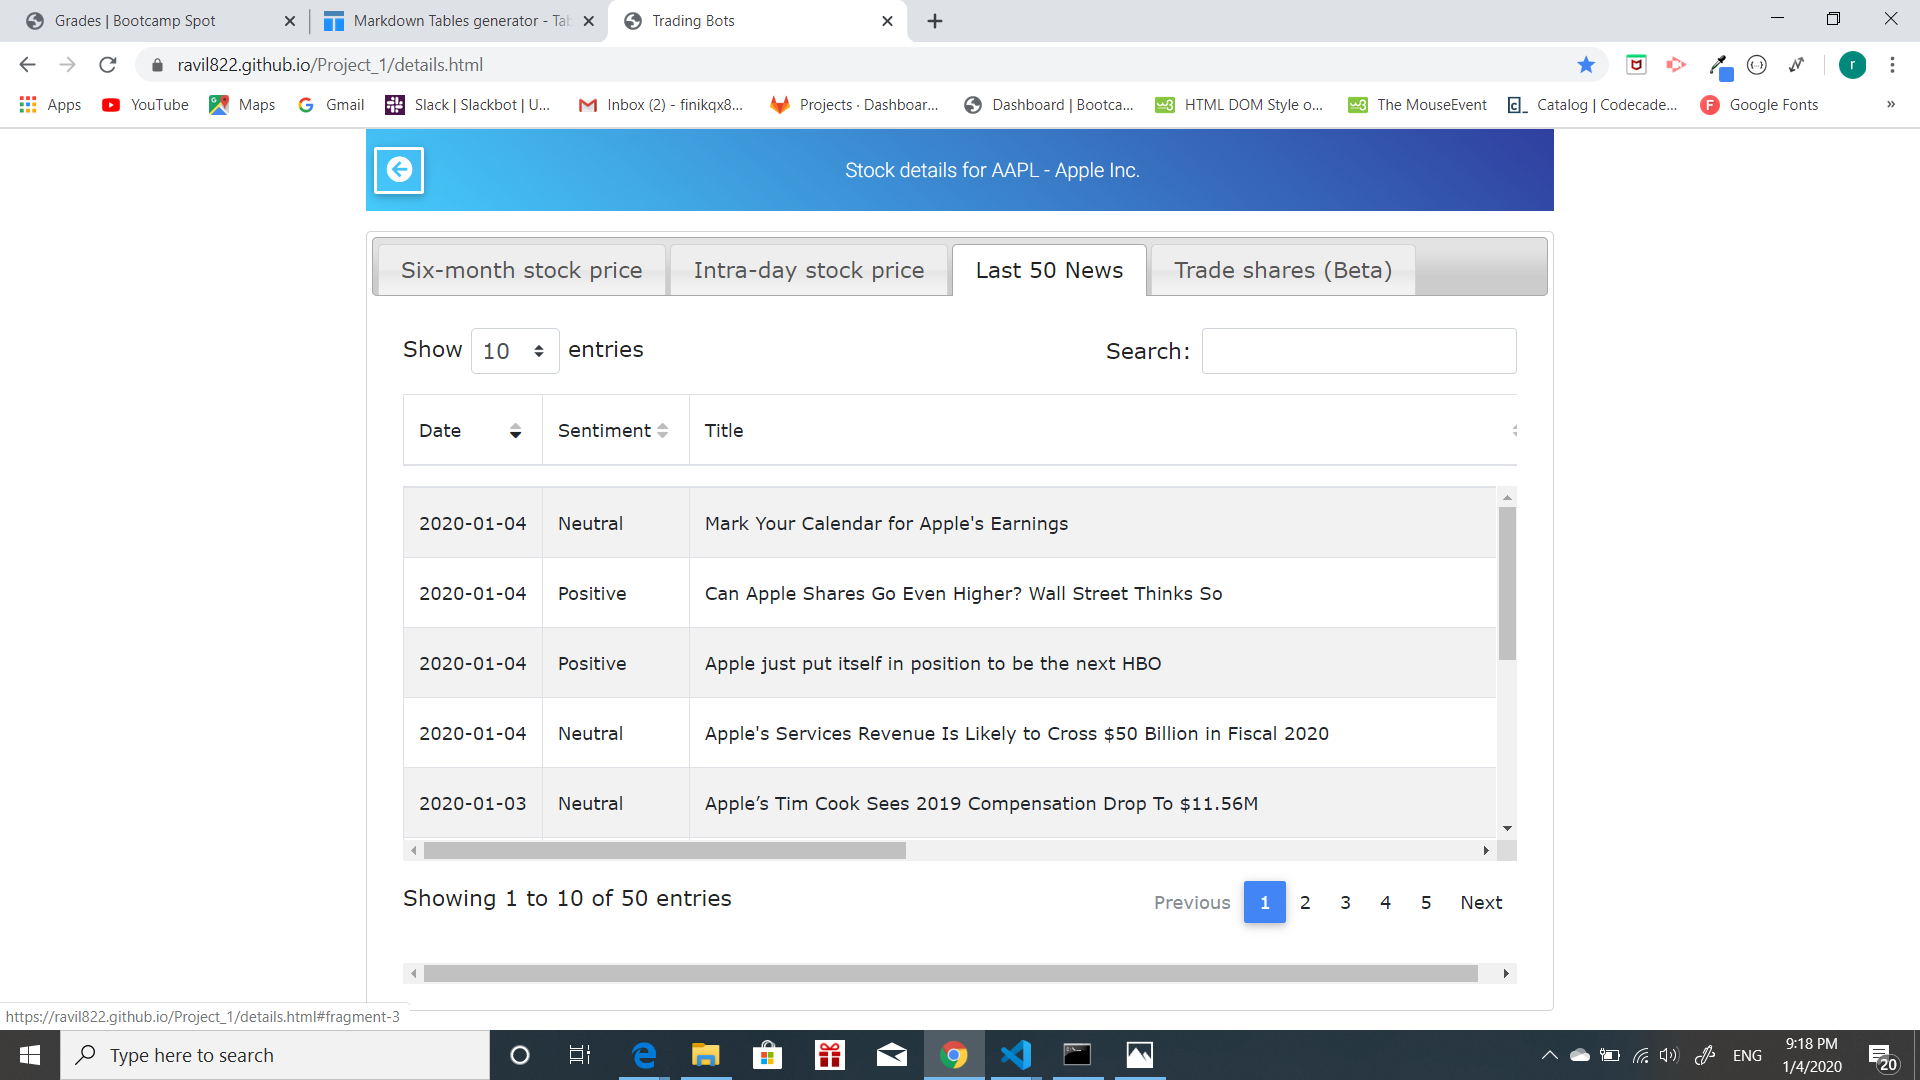 Grades | Bootcamp Spot
Markdown Tables generator - Tab
Trading Bots
ravil822.github.io/Project_1/details.html
r
Apps YouTube Maps Gmail Slack | Slackbot | U... Inbox (2) - finikqx8... Projects · Dashboar... Dashboard | Bootca... HTML DOM Style o... The MouseEvent Catalog | Codecade... Google Fonts »
Stock details for AAPL - Apple Inc.
Six-month stock price Intra-day stock price Last 50 News Trade shares (Beta)
Show 10 entries Search:
Date Sentiment Title
2020-01-04 Neutral Mark Your Calendar for Apple's Earnings
2020-01-04 Positive Can Apple Shares Go Even Higher? Wall Street Thinks So
2020-01-04 Positive Apple just put itself in position to be the next HBO
2020-01-04 Neutral Apple's Services Revenue Is Likely to Cross $50 Billion in Fiscal 2020
2020-01-03 Neutral Apple’s Tim Cook Sees 2019 Compensation Drop To $11.56M
Showing 1 to 10 of 50 entries Previous 1 2 3 4 5 Next
https://ravil822.github.io/Project_1/details.html#fragment-3
Type here to search
ENG
9:18 PM
1/4/2020
20